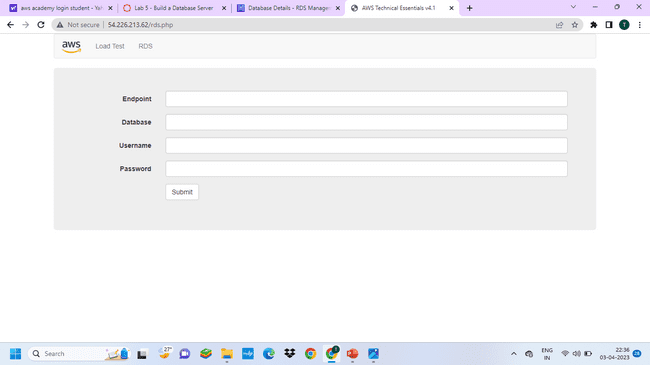 aws academy login student - Yah
Lab 5 - Build a Database Server
Database Details - RDS Manage
AWS Technical Essentials v4.1
Not secure
54.226.213.62/rds.php
T
aws
Load Test
RDS
Endpoint
Database
Username
Password
Submit
Search
27°
ENG
IN
22:36
03-04-2023